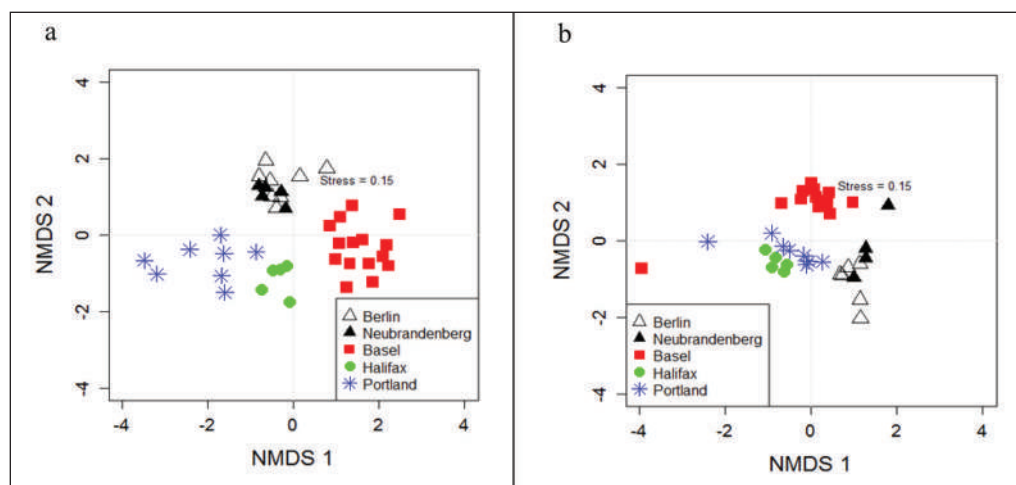 a
4
2
0
-2
-4
NMDS 2
Stress = 0.15
Berlin
Neubrandenberg
Basel
Halifax
Portland
-4 -2 0 2 4
NMDS 1
b
4
2
0
-2
-4
NMDS 2
Stress = 0.15
Berlin
Neubrandenberg
Basel
Halifax
Portland
-4 -2 0 2 4
NMDS 1